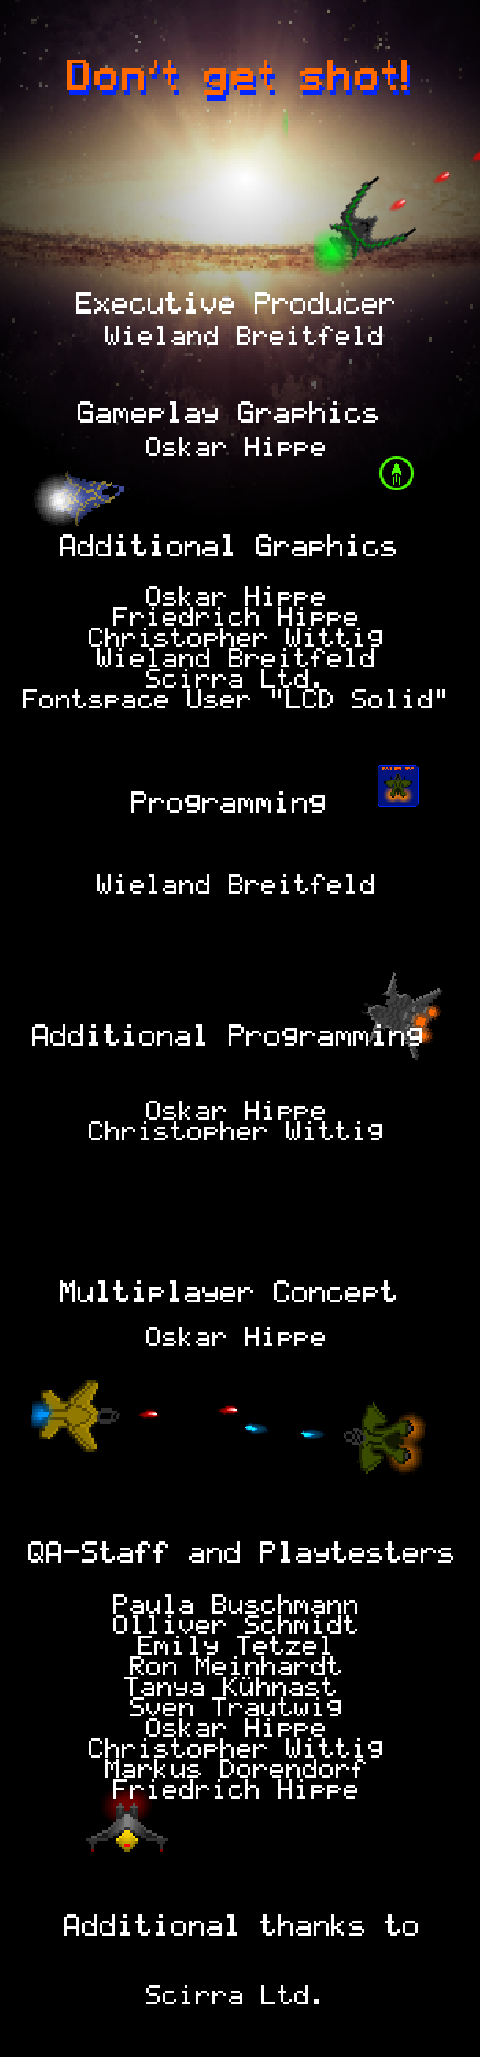 Don't get shot!
Executive Producer
Wieland Breitfeld
Gameplay Graphics
Oskar Hippe
Additional Graphics
Oskar Hippe
Friedrich Hippe
Christopher Wittig
Wieland Breitfeld
Scirra Ltd.
Fontspace User "LCD Solid"
Programming
Wieland Breitfeld
Additional Programming
Oskar Hippe
Christopher Wittig
Multiplayer Concept
Oskar Hippe
QA-Staff and Playtesters
Paula Buschmann
Olliver Schmidt
Emily Tetzel
Ron Meinhardt
Tanya Kühnast
Sven Trautwig
Oskar Hippe
Christopher Wittig
Markus Dorendorf
Friedrich Hippe
Additional thanks to
Scirra Ltd.